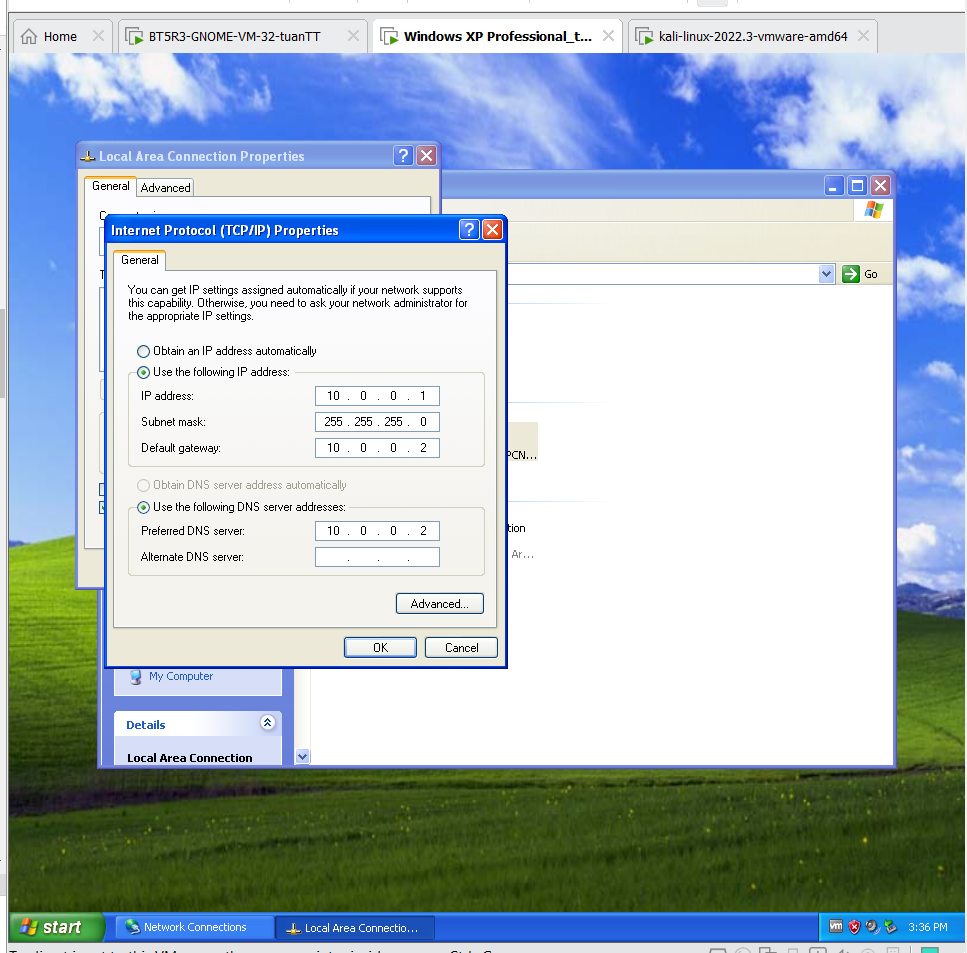 Home
BT5R3-GNOME-VM-32-tuanTT
Windows XP Professional_t...
kali-linux-2022.3-vmware-amd64
Local Area Connection Properties
General
Advanced
Internet Protocol (TCP/IP) Properties
General
Go
You can get IP settings assigned automatically if your network supports
this capability. Otherwise, you need to ask your network administrator for
the appropriate IP settings.
Obtain an IP address automatically
Use the following IP address:
IP address:
10 . 0 . 0 . 1
Subnet mask:
255 . 255 . 255 . 0
Default gateway:
10 . 0 . 0 . 2
PCN...
Obtain DNS server address automatically
Use the following DNS server addresses:
Preferred DNS server:
10 . 0 . 0 . 2
tion
Alternate DNS server:
. . .
Ar...
Advanced...
OK
Cancel
My Computer
Details
Local Area Connection
start
Network Connections
Local Area Connectio...
vm
3:36 PM